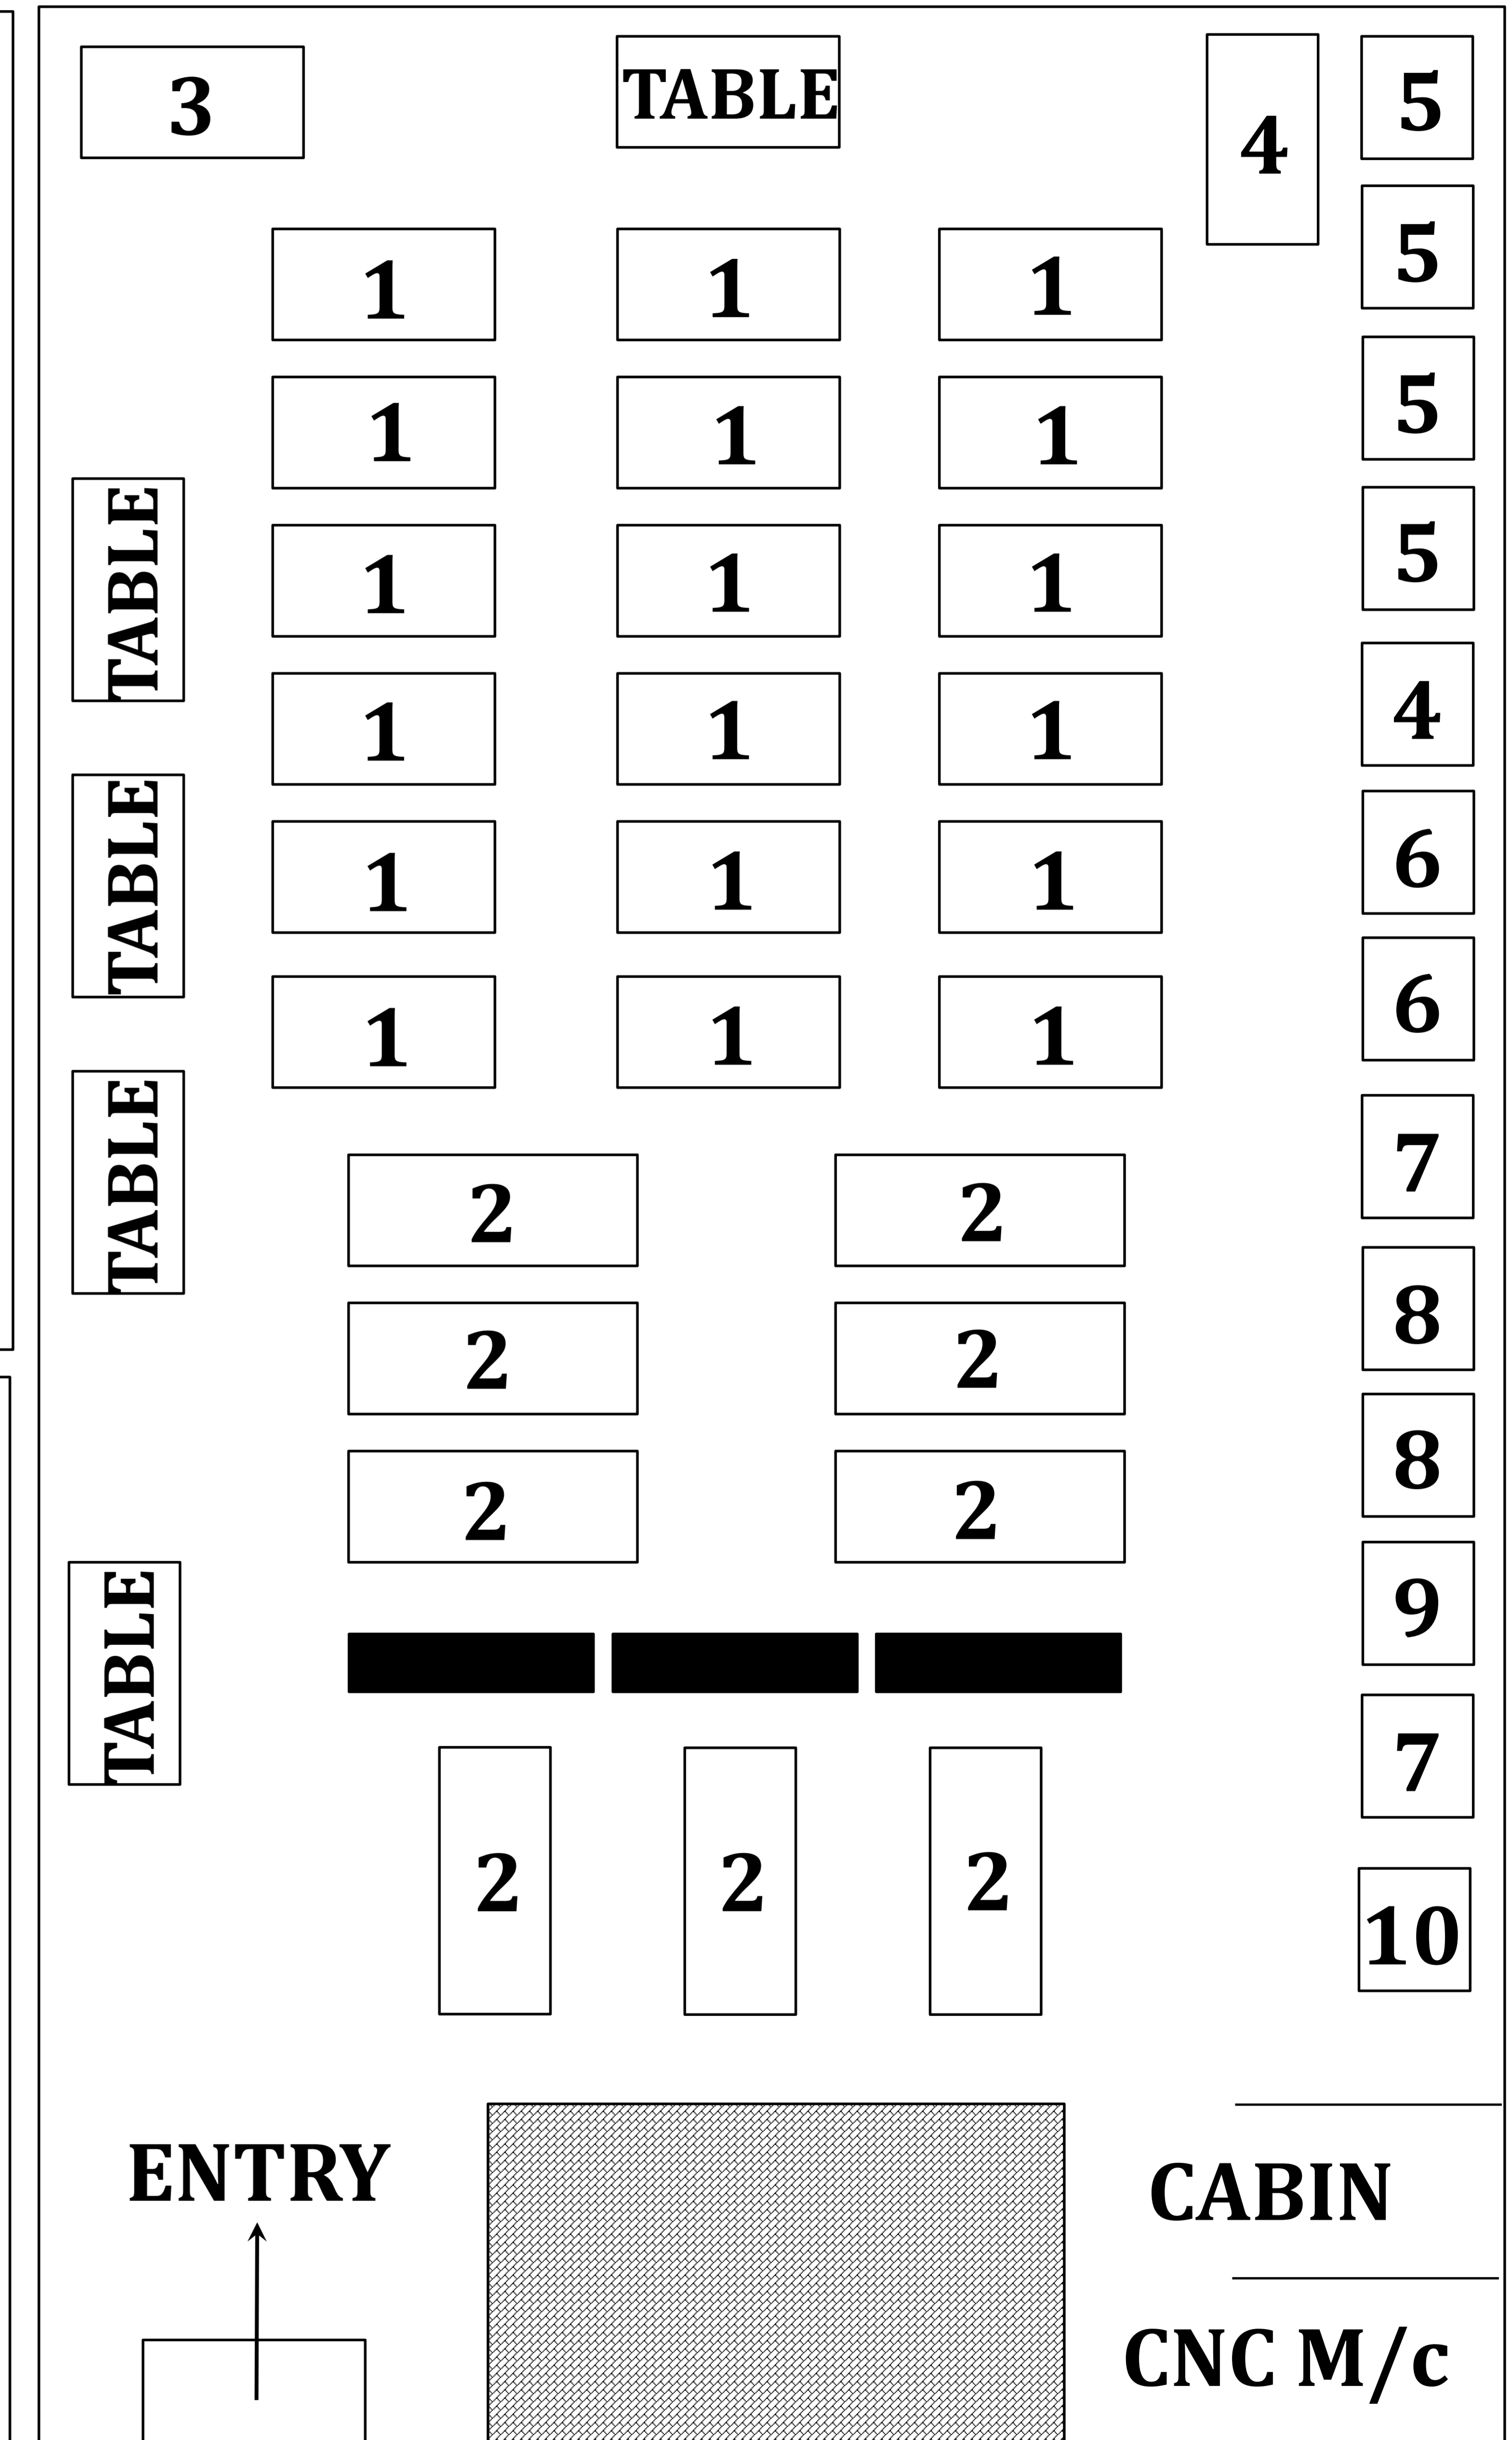 3 TABLE 4 5
5
1 1 1
5
1 1 1
5
TABLE 1 1 1
4
1 1 1
6
TABLE 1 1 1
6
1 1 1
7
TABLE 2 2
8
2 2
8
2 2
9
TABLE
7
2 2 2
10
ENTRY
CABIN
CNC M/c